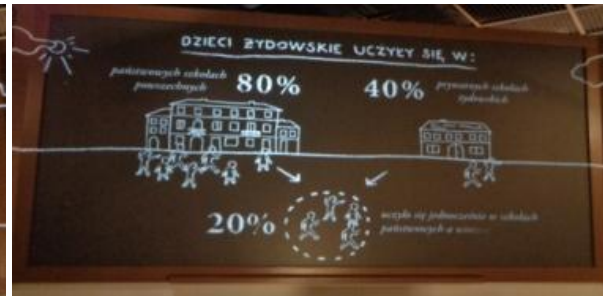 DZIECI ŻYDOWSKIE UCZYŁY SIĘ W:
państwowych szkołach
powszechnych 80%
40% prywatnych szkołach
żydowskich
20% uczyło się jednocześnie w szkołach
państwowych a